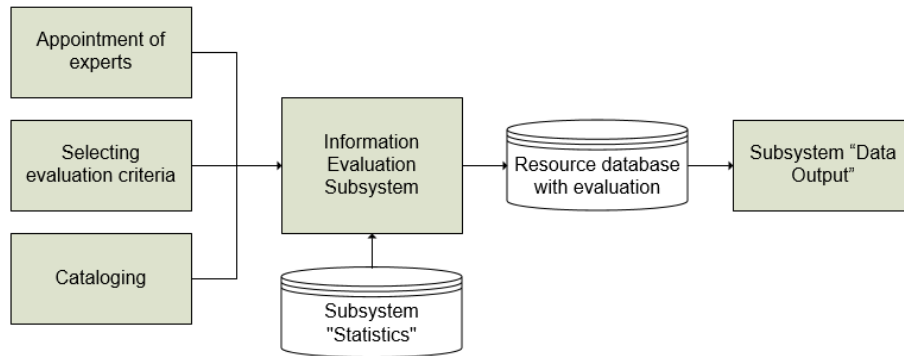 Appointment of
experts
Selecting
evaluation criteria
Cataloging
Information
Evaluation
Subsystem
Subsystem
"Statistics"
Resource database
with evaluation
Subsystem “Data
Output”